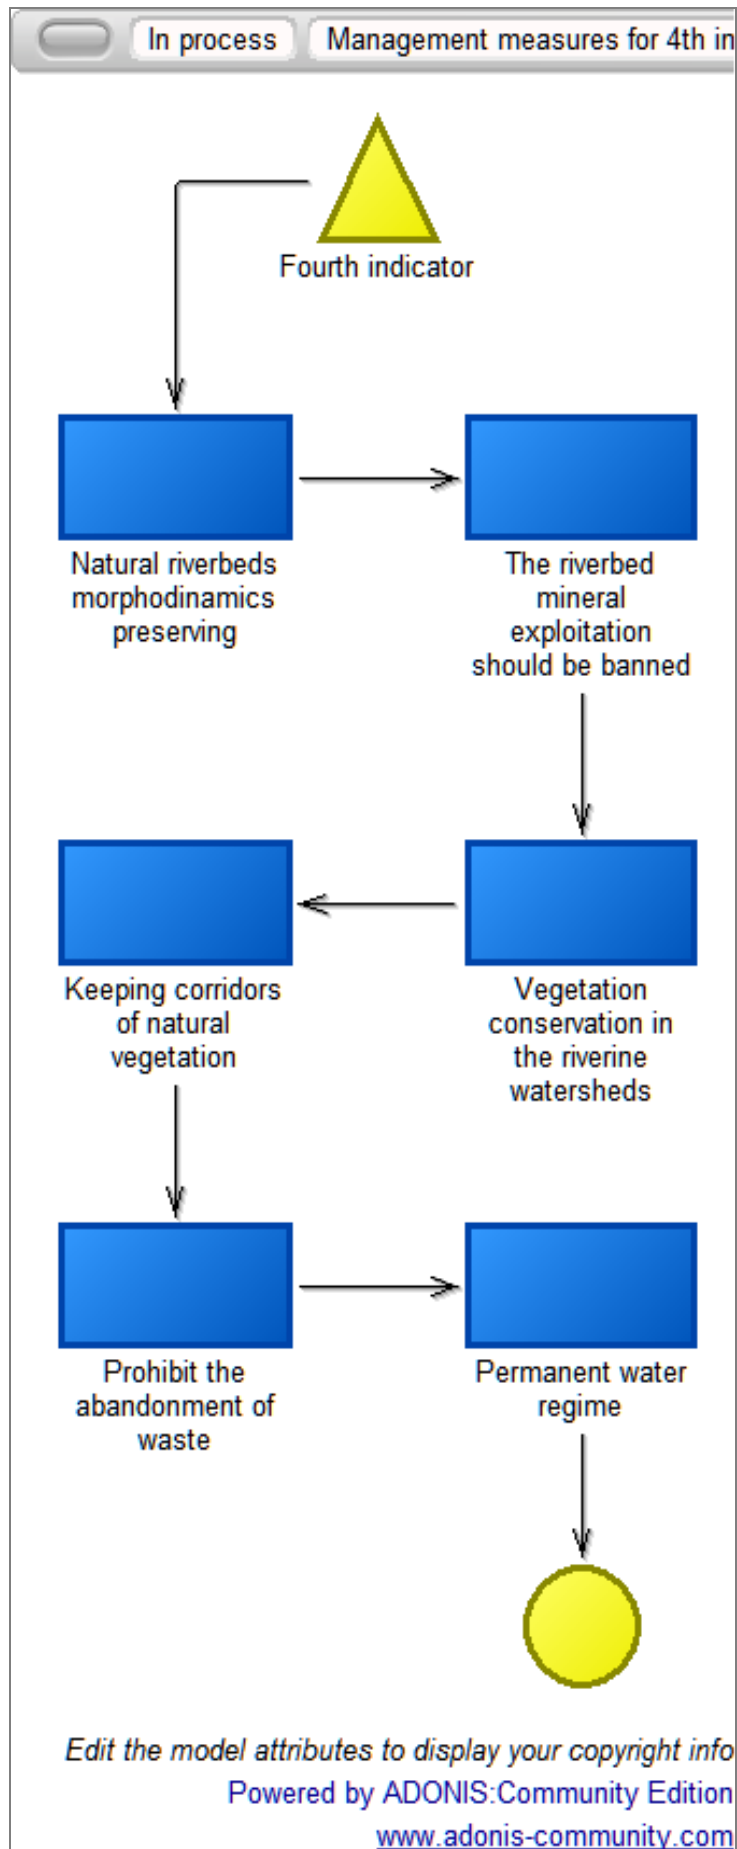 In process
Management measures for 4th in
Fourth indicator
Natural riverbeds
morphodinamics
preserving
The riverbed
mineral
exploitation
should be banned
Keeping corridors
of natural
vegetation
Vegetation
conservation in
the riverine
watersheds
Prohibit the
abandonment of
waste
Permanent water
regime
Edit the model attributes to display your copyright info
Powered by ADONIS:Community Edition
www.adonis-community.com